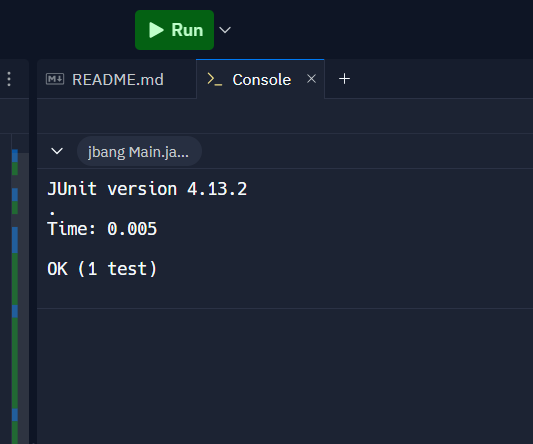 Run
README.md
Console
jbang Main.ja...
JUnit version 4.13.2
.
Time: 0.005
OK (1 test)